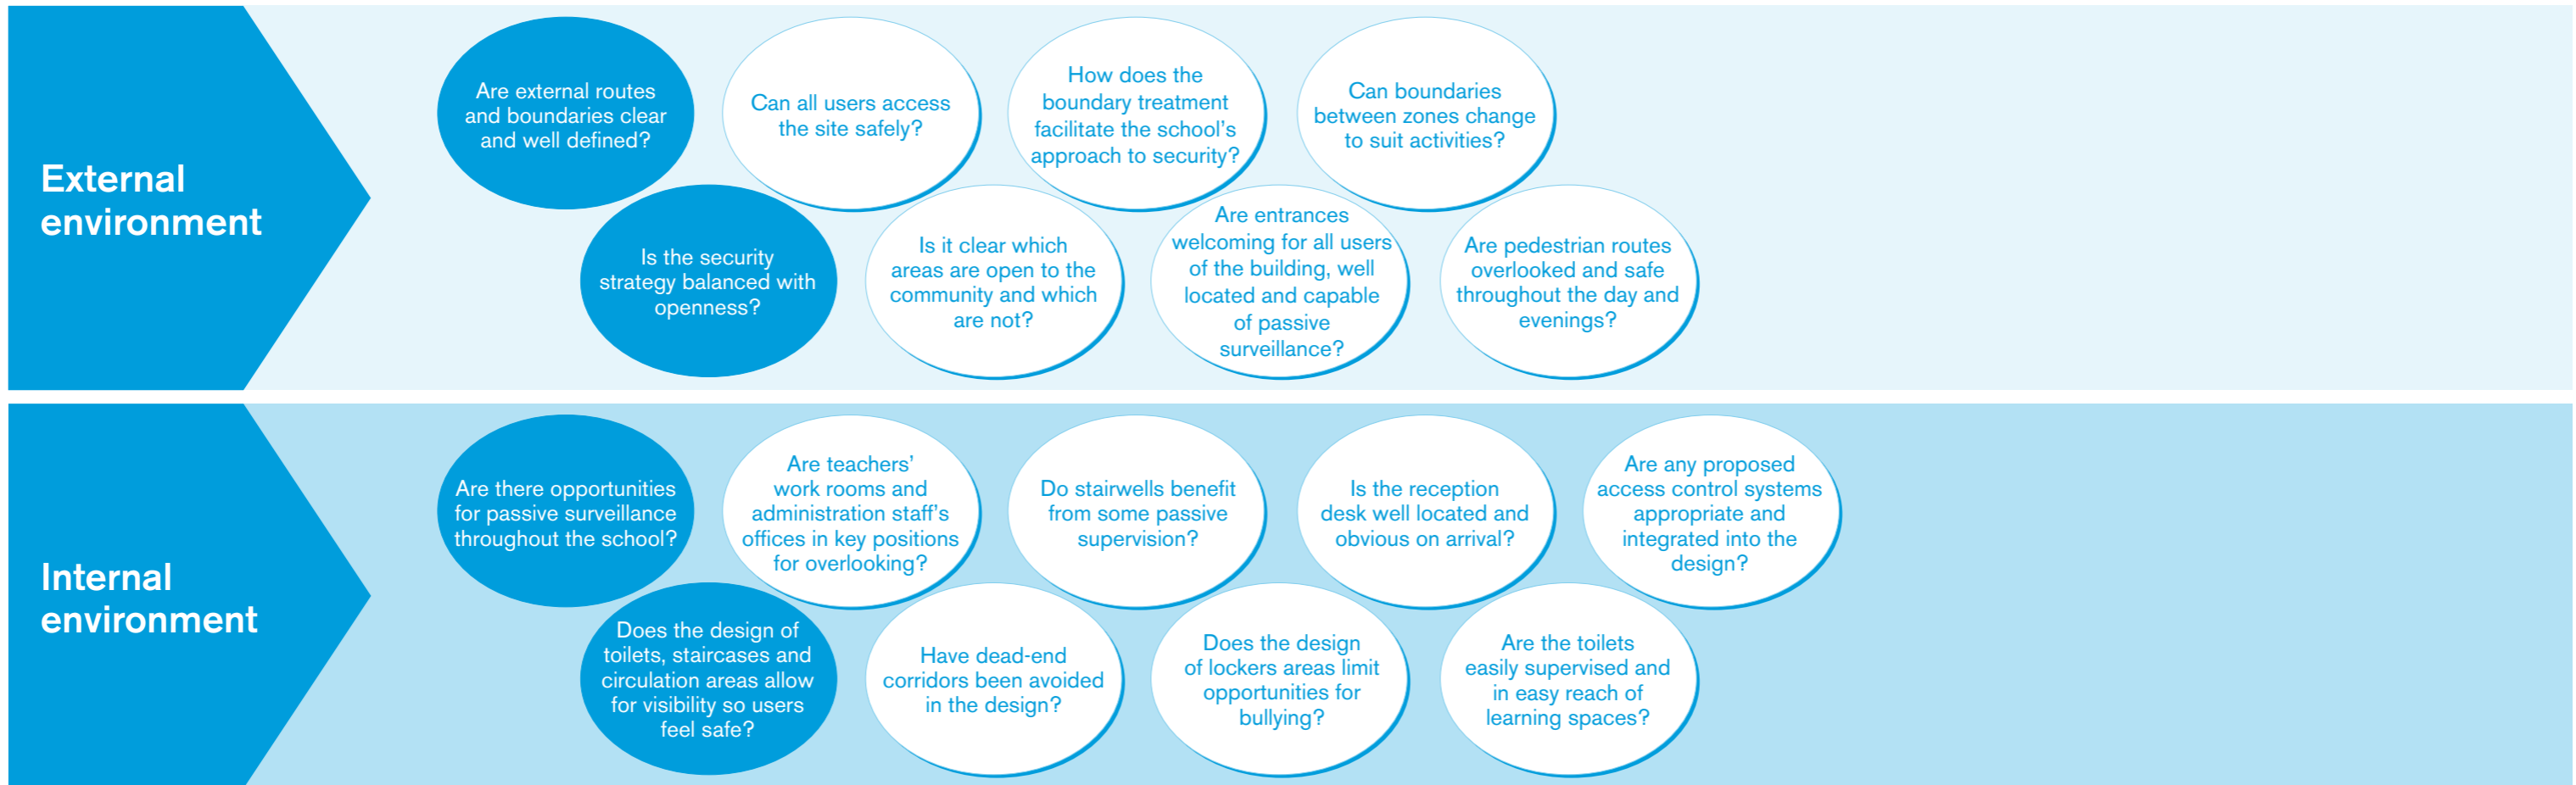 External
environment
Are external routes
and boundaries clear
and well defined?
Can all users access
the site safely?
How does the
boundary treatment
facilitate the school's
approach to security?
Can boundaries
between zones change
to suit activities?
Is the security
strategy balanced with
openness?
Is it clear which
areas are open to the
community and which
are not?
Are entrances
welcoming for all users
of the building, well
located and capable
of passive
surveillance?
Are pedestrian routes
overlooked and safe
throughout the day and
evenings?
Internal
environment
Are there opportunities
for passive surveillance
throughout the school?
Are teachers'
work rooms and
administration staff's
offices in key positions
for overlooking?
Do stairwells benefit
from some passive
supervision?
Is the reception
desk well located and
obvious on arrival?
Are any proposed
access control systems
appropriate and
integrated into the
design?
Does the design of
toilets, staircases and
circulation areas allow
for visibility so users
feel safe?
Have dead-end
corridors been avoided
in the design?
Does the design
of lockers areas limit
opportunities for
bullying?
Are the toilets
easily supervised and
in easy reach of
learning spaces?